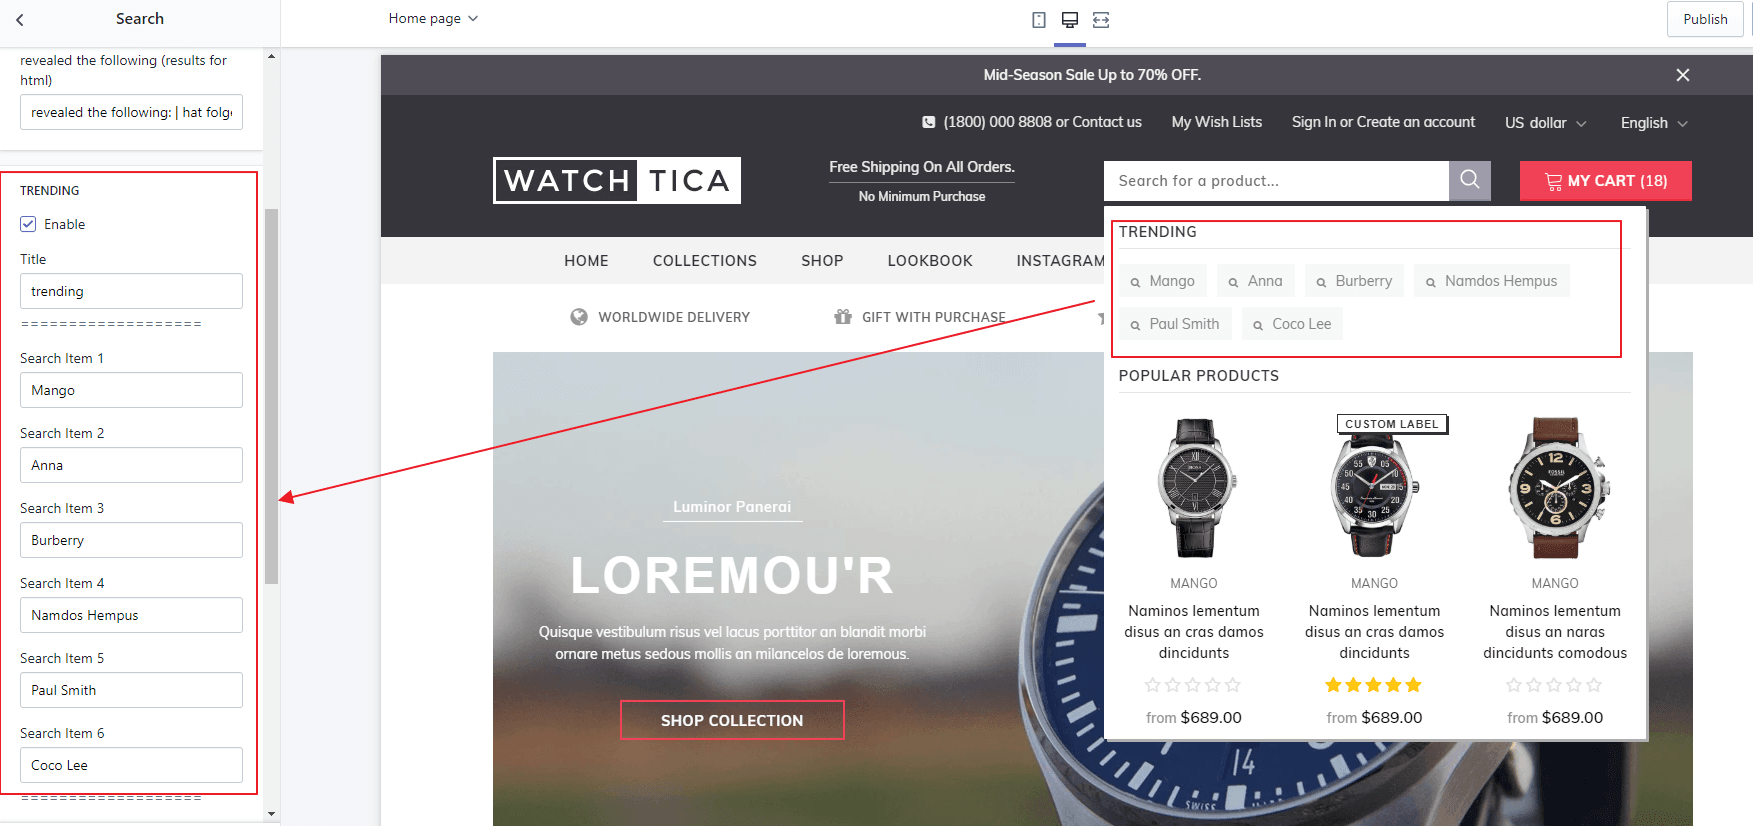 Search
Home page
Publish
revealed the following (results for
html)
revealed the following: | hat folge
TRENDING
Enable
Title
trending
===================
Search Item 1
Mango
Search Item 2
Anna
Search Item 3
Burberry
Search Item 4
Namdos Hempus
Search Item 5
Paul Smith
Search Item 6
Coco Lee
===================
Mid-Season Sale Up to 70% OFF.
(1800) 000 8808 or Contact us
My Wish Lists
Sign In or Create an account
US dollar
English
WATCH TICA
Free Shipping On All Orders.
No Minimum Purchase
Search for a product...
MY CART (18)
HOME
COLLECTIONS
SHOP
LOOKBOOK
INSTAGRAM
WORLDWIDE DELIVERY
GIFT WITH PURCHASE
TRENDING
Mango
Anna
Burberry
Namdos Hempus
Paul Smith
Coco Lee
POPULAR PRODUCTS
CUSTOM LABEL
MANGO
Naminos lementum
disus an cras damos
dincidunts
from $689.00
MANGO
Naminos lementum
disus an cras damos
dincidunts
from $689.00
MANGO
Naminos lementum
disus an naras
dincidunts comodous
from $689.00
Luminor Panerai
LOREMOU'R
Quisque vestibulum risus vel lacus porttitor an blandit morbi
ornare metus sedous mollis an milancelos de loremous.
SHOP COLLECTION
14
SWISS